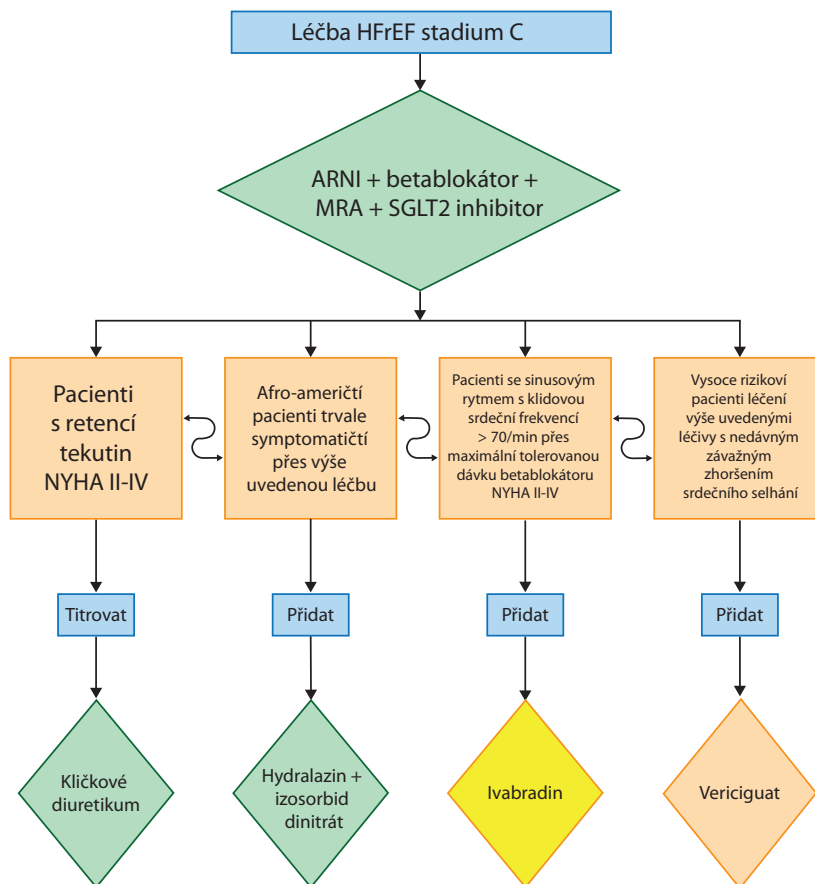 Léčba HFrEF stadium C
ARNI + betablokátor +
MRA + SGLT2 inhibitor
Pacienti
s retencí
tekutin
NYHA II-IV
Afro-američtí
pacienti trvale
symptomatičtí
přes výše
uvedenou léčbu
Pacienti se sinusovým
rytmem s klidovou
srdeční frekvencí
> 70/min přes
maximální tolerovanou
dávku betablokátoru
NYHA II-IV
Vysoce rizikoví
pacienti léčení
výše uvedenými
léčivy s nedávným
závažným
zhoršením
srdečního selhání
Titrovat
Přidat
Přidat
Přidat
Kličkové
diuretikum
Hydralazin +
izosorbid
dinitrát
Ivabradin
Vericiguat